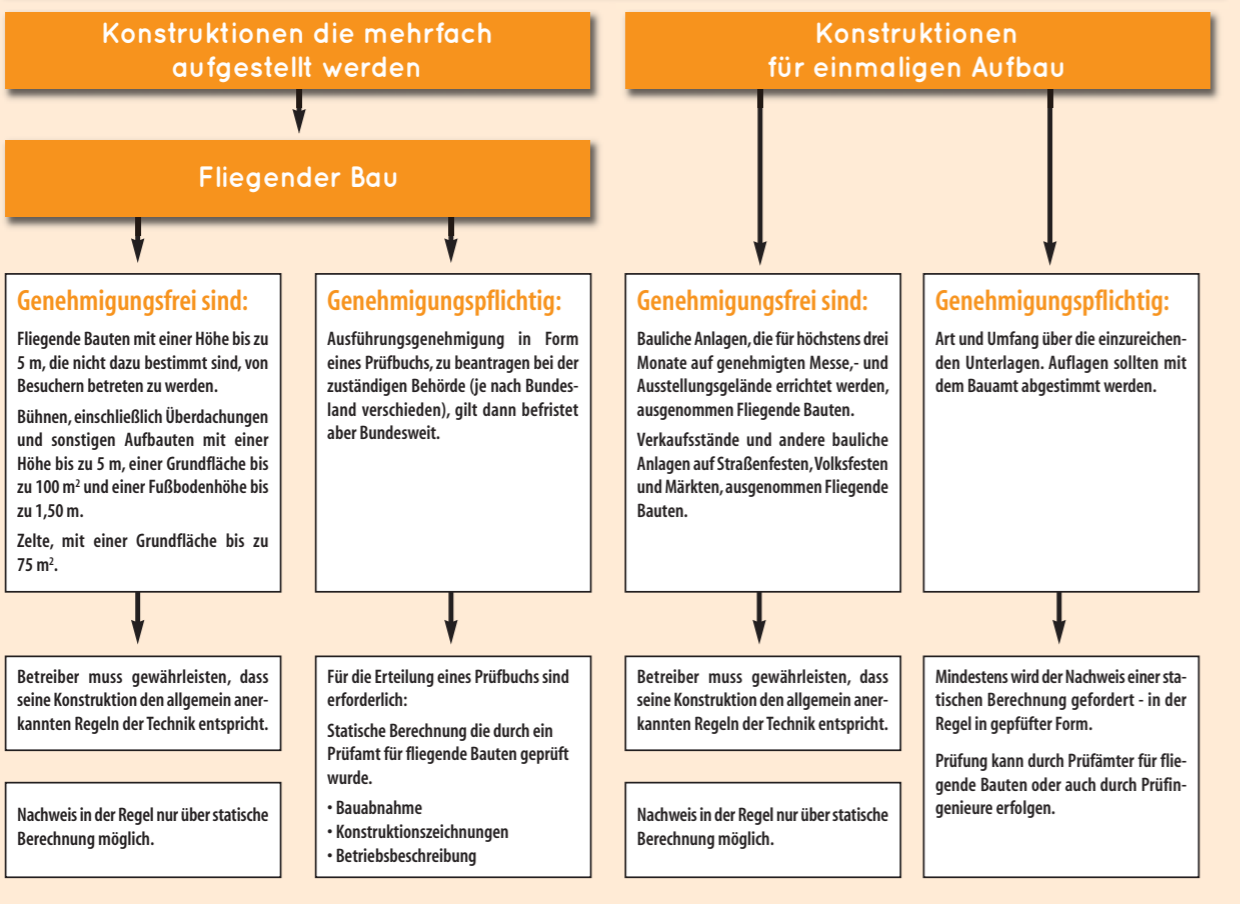 Konstruktionen die mehrfach
aufgestellt werden
Konstruktionen
für einmaligen Aufbau
Fliegender Bau
Genehmigungsfrei sind:
Fliegende Bauten mit einer Höhe bis zu
5 m, die nicht dazu bestimmt sind, von
Besuchern betreten zu werden.
Bühnen, einschließlich Überdachungen
und sonstigen Aufbauten mit einer
Höhe bis zu 5 m, einer Grundfläche bis
zu 100 m² und einer Fußbodenhöhe bis
zu 1,50 m.
Zelte, mit einer Grundfläche bis zu
75 m².
Genehmigungspflichtig:
Ausführungsgenehmigung in Form
eines Prüfbuchs, zu beantragen bei der
zuständigen Behörde (je nach Bundes-
land verschieden), gilt dann befristet
aber Bundesweit.
Genehmigungsfrei sind:
Bauliche Anlagen, die für höchstens drei
Monate auf genehmigten Messe,- und
Ausstellungsgelände errichtet werden,
ausgenommen Fliegende Bauten.
Verkaufsstände und andere bauliche
Anlagen auf Straßenfesten, Volksfesten
und Märkten, ausgenommen Fliegende
Bauten.
Genehmigungspflichtig:
Art und Umfang über die einzureichen-
den Unterlagen. Auflagen sollten mit
dem Bauamt abgestimmt werden.
Betreiber muss gewährleisten, dass
seine Konstruktion den allgemein aner-
kannten Regeln der Technik entspricht.
Nachweis in der Regel nur über statische
Berechnung möglich.
Für die Erteilung eines Prüfbuchs sind
erforderlich:
Statische Berechnung die durch ein
Prüfamt für fliegende Bauten geprüft
wurde.
• Bauabnahme
• Konstruktionszeichnungen
• Betriebsbeschreibung
Betreiber muss gewährleisten, dass
seine Konstruktion den allgemein aner-
kannten Regeln der Technik entspricht.
Nachweis in der Regel nur über statische
Berechnung möglich.
Mindestens wird der Nachweis einer sta-
tischen Berechnung gefordert - in der
Regel in gepfüfter Form.
Prüfung kann durch Prüfämter für flie-
gende Bauten oder auch durch Prüfin-
genieure erfolgen.